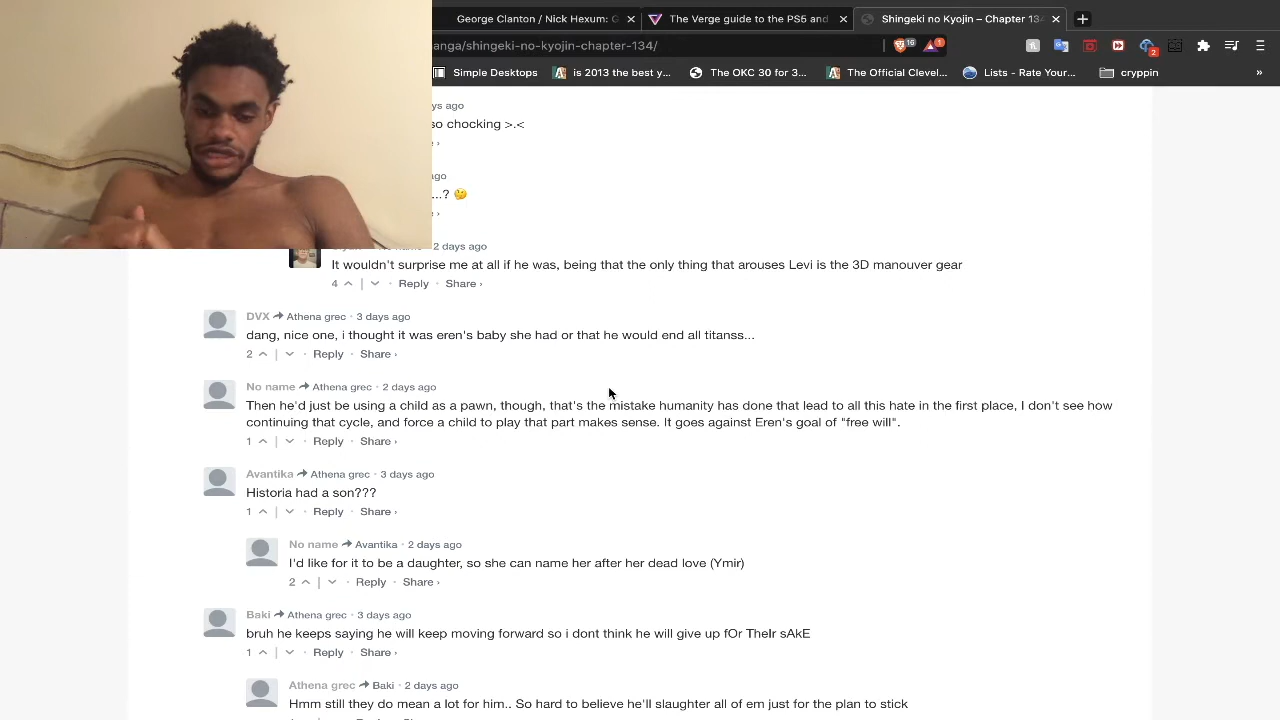 George Clanton / Nick Hexum:
The Verge guide to the PS5 and
Shingeki no Kyojin – Chapter 134
anga/shingeki-no-kyojin-chapter-134/
16
1
2
Simple Desktops
is 2013 the best y...
The OKC 30 for 3...
The Official Clevel...
Lists - Rate Your...
cryppin
»
ys ago
so chocking >.<
ago
...? 🤔
2 days ago
It wouldn't surprise me at all if he was, being that the only thing that arouses Levi is the 3D manouver gear
4 | · Reply · Share ›
DVX Athena grec · 3 days ago
dang, nice one, i thought it was eren's baby she had or that he would end all titanss...
2 | · Reply · Share ›
No name Athena grec · 2 days ago
Then he'd just be using a child as a pawn, though, that's the mistake humanity has done that lead to all this hate in the first place, I don't see how
continuing that cycle, and force a child to play that part makes sense. It goes against Eren's goal of "free will".
1 | · Reply · Share ›
Avantika Athena grec · 3 days ago
Historia had a son???
1 | · Reply · Share ›
No name Avantika · 2 days ago
I'd like for it to be a daughter, so she can name her after her dead love (Ymir)
2 | · Reply · Share ›
Baki Athena grec · 3 days ago
bruh he keeps saying he will keep moving forward so i dont think he will give up fOr TheIr sAkE
1 | · Reply · Share ›
Athena grec Baki · 2 days ago
Hmm still they do mean a lot for him.. So hard to believe he'll slaughter all of em just for the plan to stick